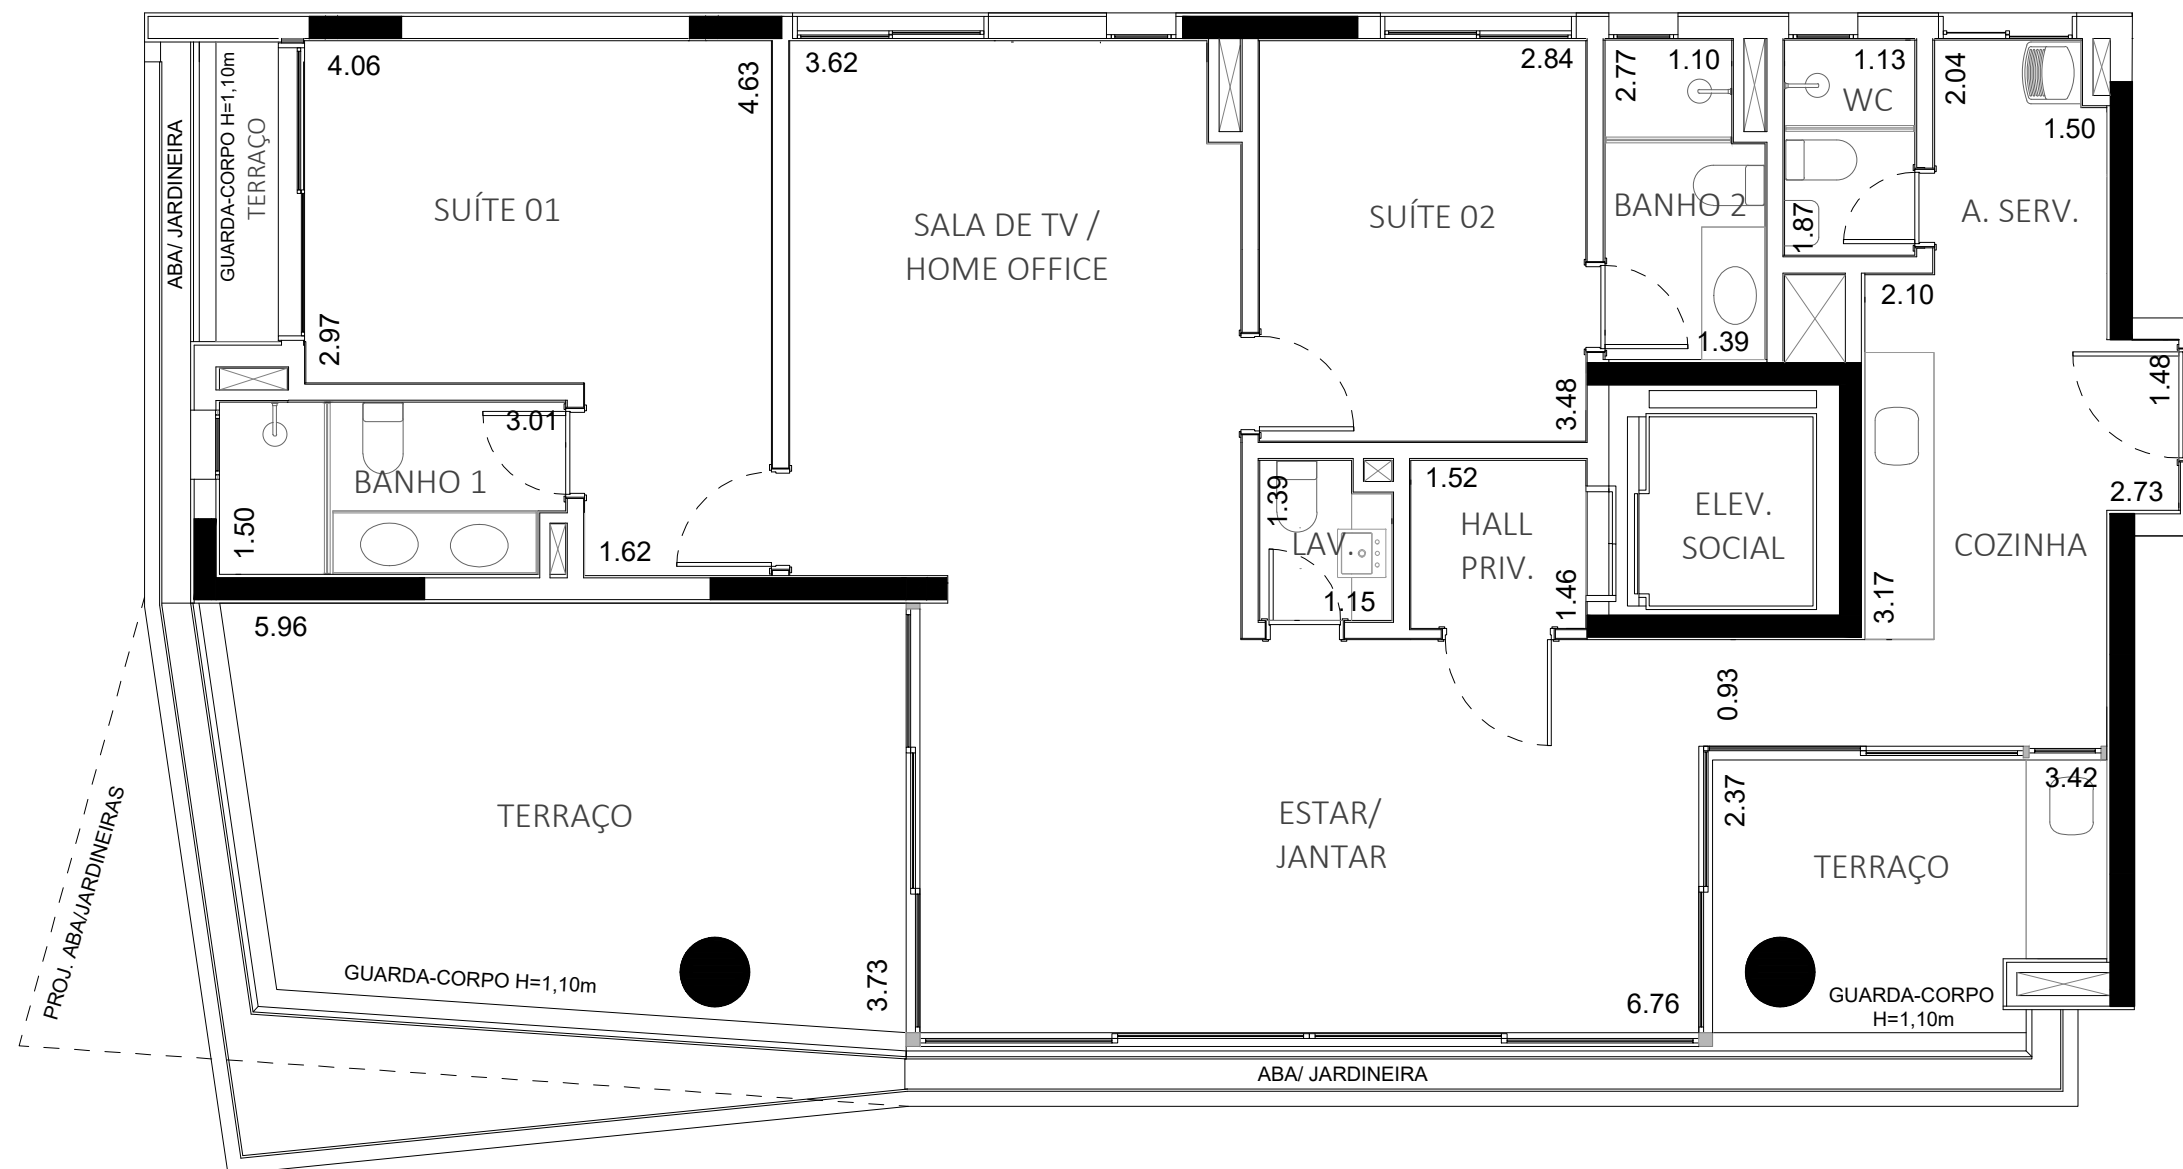 4.06
4.63
3.62
2.84
2.77
1.10
1.13
WC
2.04
1.50
ABA/ JARDINEIRA
GUARDA-CORPO H=1,10m
TERRAÇO
SUÍTE 01
SALA DE TV /
HOME OFFICE
SUÍTE 02
BANHO 2
1.87
A. SERV.
2.97
1.39
2.10
3.01
BANHO 1
1.50
1.62
3.48
1.48
1.39
LAV.
1.15
1.52
HALL
PRIV.
1.46
ELEV.
SOCIAL
2.73
COZINHA
3.17
5.96
0.93
PROJ. ABA/JARDINEIRAS
TERRAÇO
GUARDA-CORPO H=1,10m
3.73
ESTAR/
JANTAR
6.76
2.37
3.42
TERRAÇO
GUARDA-CORPO
H=1,10m
ABA/ JARDINEIRA